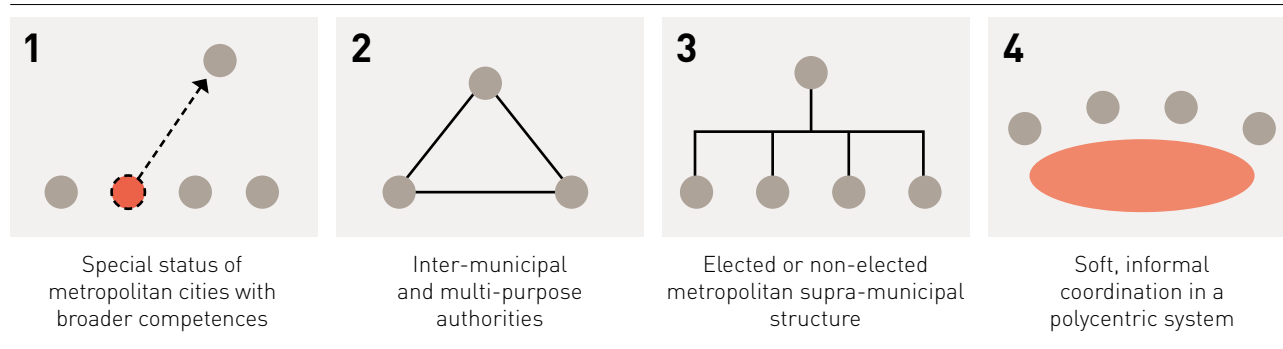 1
Special status of
metropolitan cities with
broader competences
2
Inter-municipal
and multi-purpose
authorities
3
Elected or non-elected
metropolitan supra-municipal
structure
4
Soft, informal
coordination in a
polycentric system